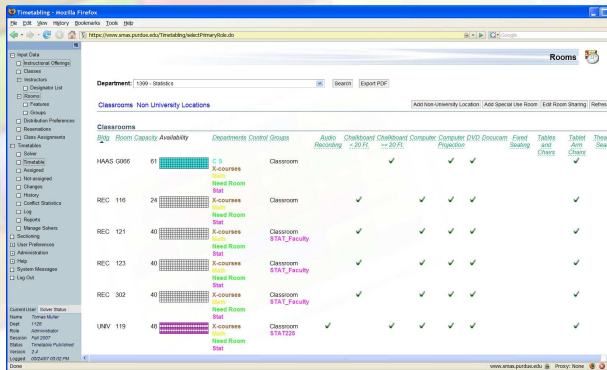 Timetabling - Mozilla Firefox
File Edit View History Bookmarks Tools Help
https://www.smas.purdue.edu/Timetabling/selectPrimaryRole.do
Google
Input Data
Instructional Offerings
Classes
Instructors
Designator List
Rooms
Features
Groups
Distribution Preferences
Reservations
Class Assignments
Timetables
Solver
Timetable
Assigned
Not-assigned
Changes
History
Conflict Statistics
Log
Reports
Manage Solvers
Sectioning
User Preferences
Administration
Help
System Messages
Log Out
Current User Solver Status
Name Tomas Muller
Dept 1126
Role Administrator
Session Fall 2007
Status Timetable Published
Version 2.4
Rooms
Department: 1399 - Statistics Search Export PDF
Classrooms Non University Locations Add Non-University Location Add Special Use Room Edit Room Sharing Refres
Classrooms
Bldg Room Capacity Availability Departments Control Groups Audio Recording Chalkboard < 20 Ft. Chalkboard >= 20 Ft. Computer Computer Projection DVD Document Fixed Seating Tables and Chairs Tablet Arm Chairs Thea Sea
HAAS G066 61 C S Classroom
X-courses
Math
Need Room
Stat
REC 116 24 X-courses Classroom
Math
Need Room
Stat
REC 121 40 X-courses Classroom
Math STAT_Faculty
Need Room
Stat
REC 123 40 X-courses Classroom
Math STAT_Faculty
Need Room
Stat
REC 302 40 X-courses Classroom
Math STAT_Faculty
Need Room
Stat
UNIV 119 48 X-courses Classroom
Math STAT225
Need Room
Stat
Done www.smas.purdue.edu Proxy: None